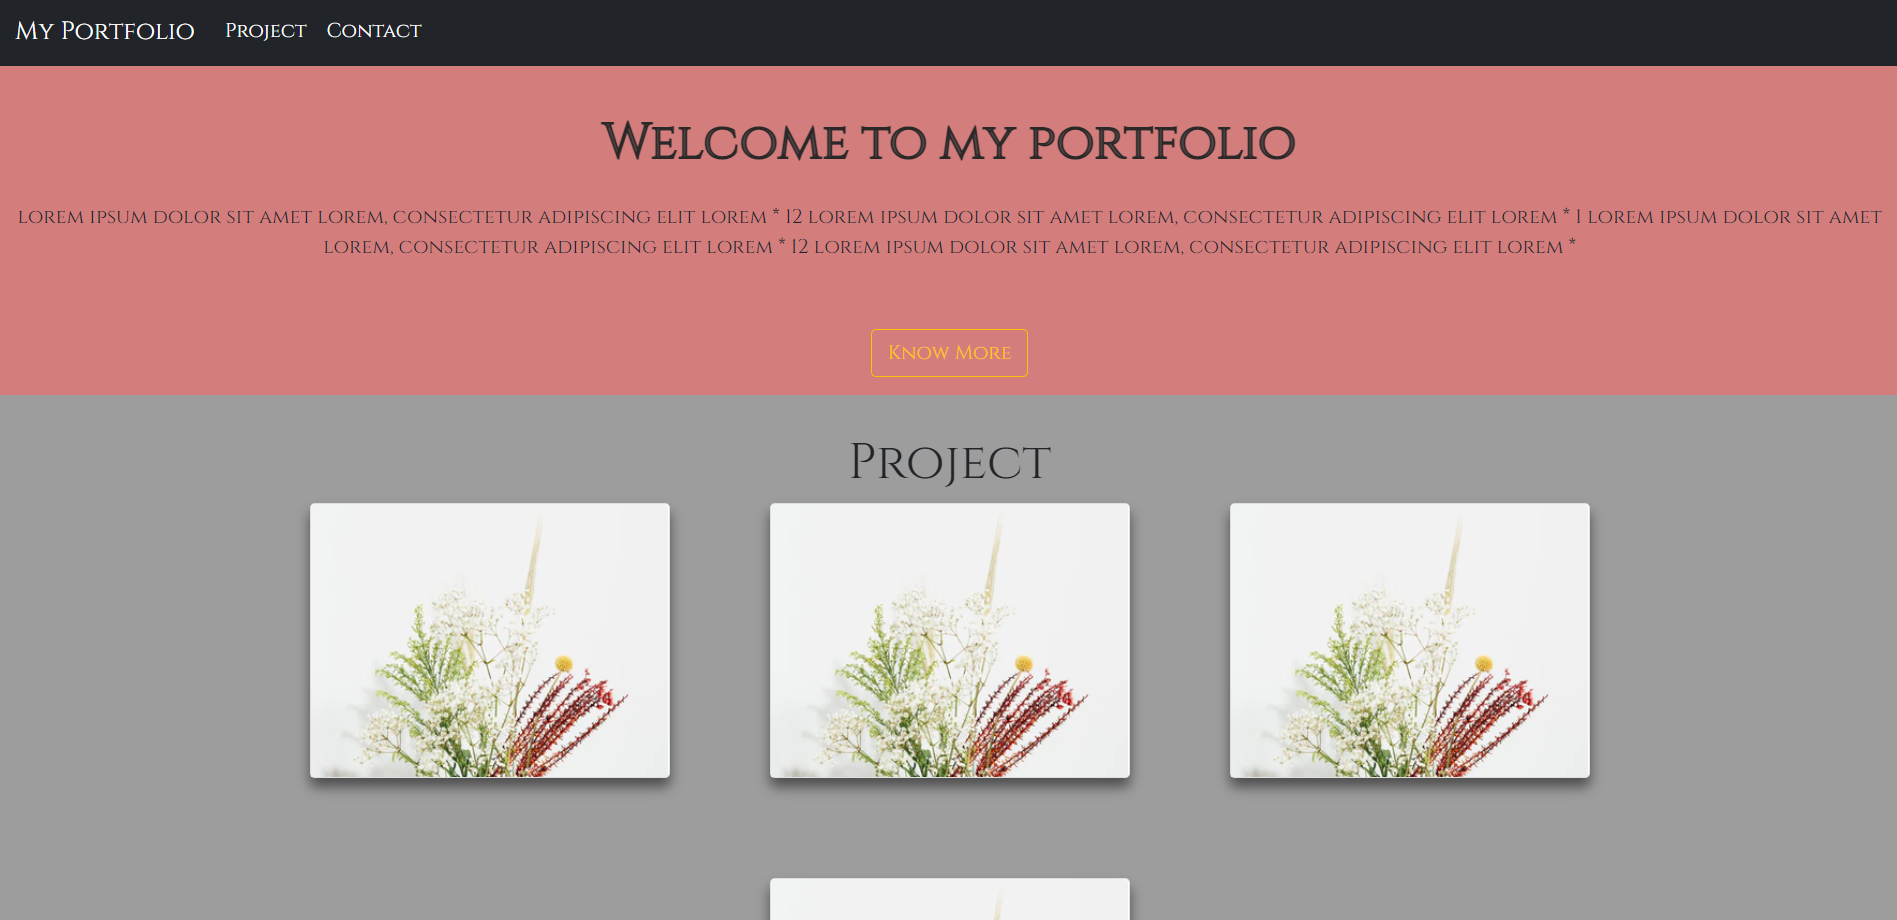 My Portfolio Project Contact
Welcome to my portfolio
lorem ipsum dolor sit amet lorem, consectetur adipiscing elit lorem * 12 lorem ipsum dolor sit amet lorem, consectetur adipiscing elit lorem * 1 lorem ipsum dolor sit amet
lorem, consectetur adipiscing elit lorem * 12 lorem ipsum dolor sit amet lorem, consectetur adipiscing elit lorem *
Know More
Project